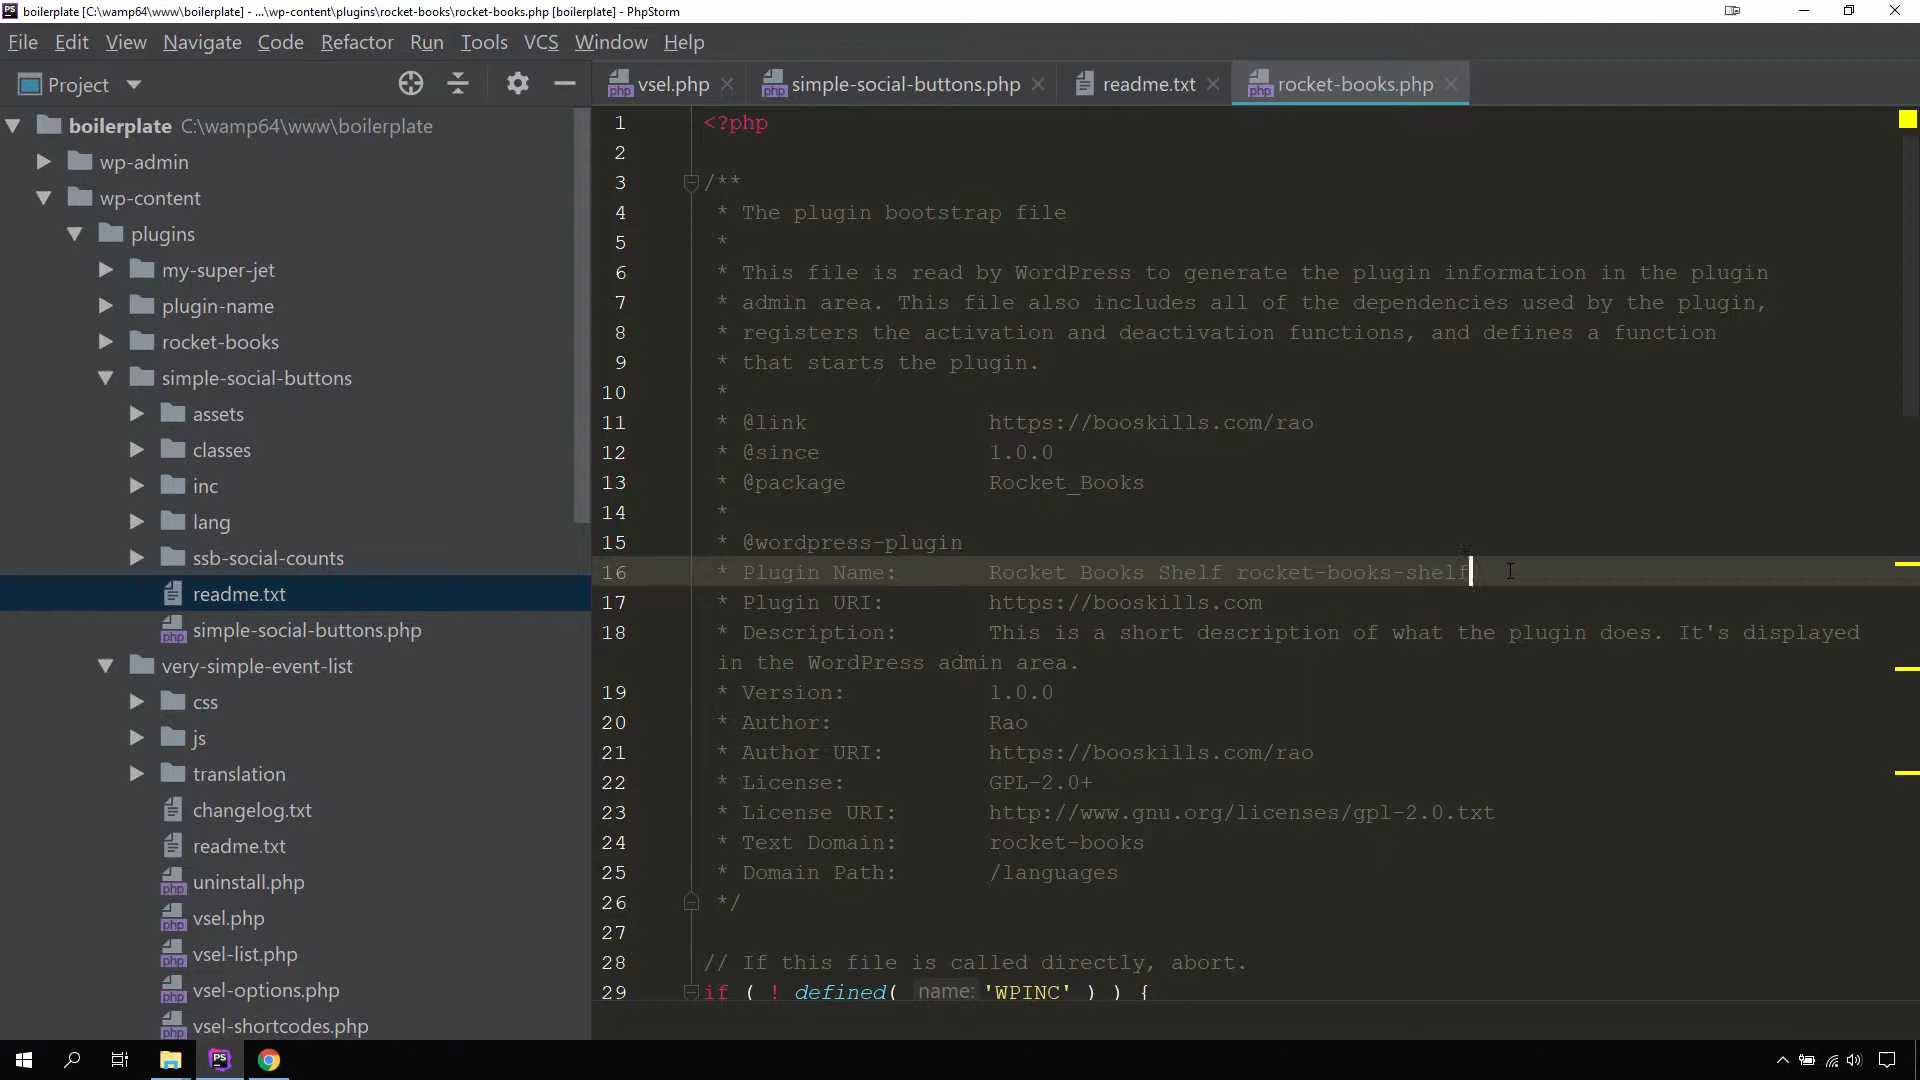 boilerplate [C:\wamp64\www\boilerplate] - ...\wp-content\plugins\rocket-books\rocket-books.php [boilerplate] - PhpStorm
File Edit View Navigate Code Refactor Run Tools VCS Window Help
Project
vsel.php simple-social-buttons.php readme.txt rocket-books.php
boilerplate C:\wamp64\www\boilerplate
wp-admin
wp-content
plugins
my-super-jet
plugin-name
rocket-books
simple-social-buttons
assets
classes
inc
lang
ssb-social-counts
readme.txt
simple-social-buttons.php
very-simple-event-list
css
js
translation
changelog.txt
readme.txt
uninstall.php
vsel.php
vsel-list.php
vsel-options.php
vsel-shortcodes.php
1 <?php
2
3 /**
4 * The plugin bootstrap file
5 *
6 * This file is read by WordPress to generate the plugin information in the plugin
7 * admin area. This file also includes all of the dependencies used by the plugin,
8 * registers the activation and deactivation functions, and defines a function
9 * that starts the plugin.
10 *
11 * @link https://booskills.com/rao
12 * @since 1.0.0
13 * @package Rocket_Books
14 *
15 * @wordpress-plugin
16 * Plugin Name: Rocket Books Shelf rocket-books-shelf
17 * Plugin URI: https://booskills.com
18 * Description: This is a short description of what the plugin does. It's displayed
in the WordPress admin area.
19 * Version: 1.0.0
20 * Author: Rao
21 * Author URI: https://booskills.com/rao
22 * License: GPL-2.0+
23 * License URI: http://www.gnu.org/licenses/gpl-2.0.txt
24 * Text Domain: rocket-books
25 * Domain Path: /languages
26 */
27
28 // If this file is called directly, abort.
29 if ( ! defined( name: 'WPINC' ) ) {